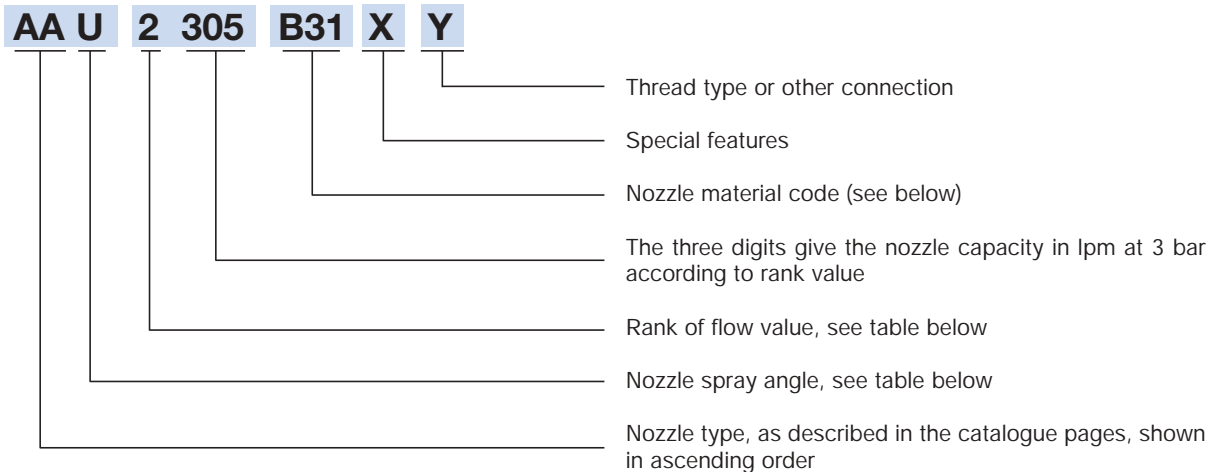 AA U 2 305 B31 X Y
Thread type or other connection
Special features
Nozzle material code (see below)
The three digits give the nozzle capacity in lpm at 3 bar
according to rank value
Rank of flow value, see table below
Nozzle spray angle, see table below
Nozzle type, as described in the catalogue pages, shown
in ascending order